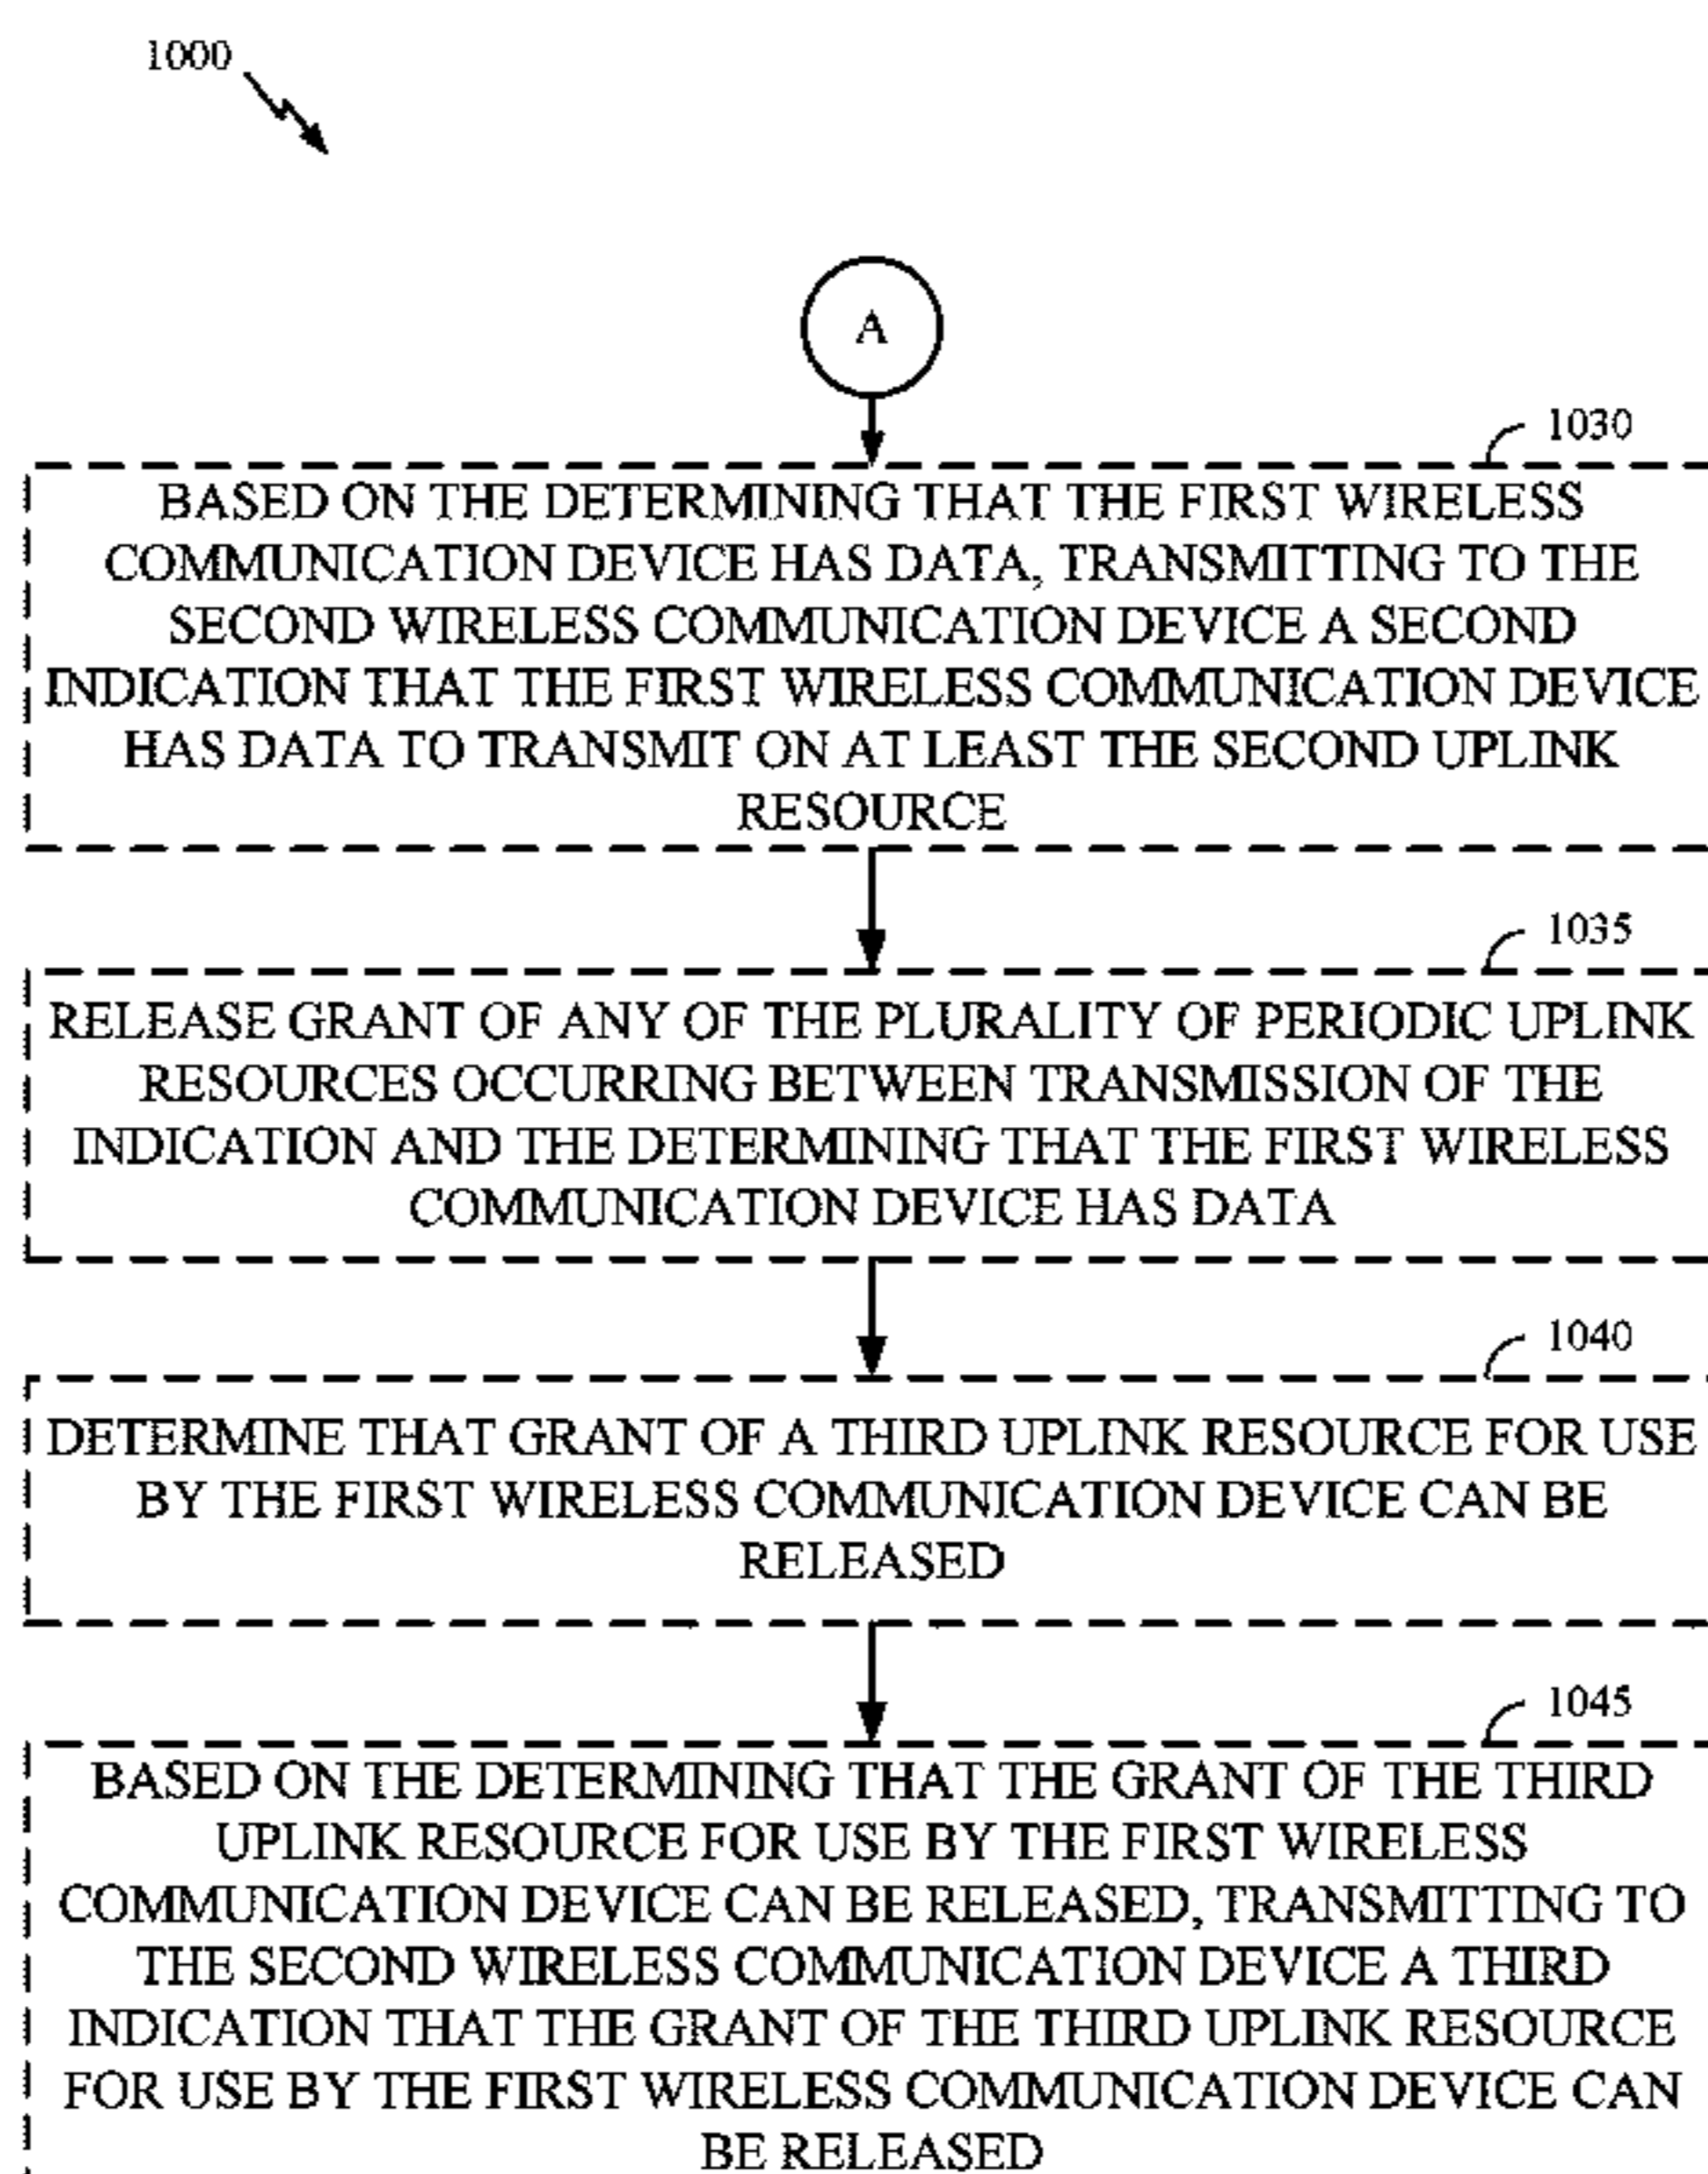 1000
A
1030
BASED ON THE DETERMINING THAT THE FIRST WIRELESS
COMMUNICATION DEVICE HAS DATA, TRANSMITTING TO THE
SECOND WIRELESS COMMUNICATION DEVICE A SECOND
INDICATION THAT THE FIRST WIRELESS COMMUNICATION DEVICE
HAS DATA TO TRANSMIT ON AT LEAST THE SECOND UPLINK
RESOURCE
1035
RELEASE GRANT OF ANY OF THE PLURALITY OF PERIODIC UPLINK
RESOURCES OCCURRING BETWEEN TRANSMISSION OF THE
INDICATION AND THE DETERMINING THAT THE FIRST WIRELESS
COMMUNICATION DEVICE HAS DATA
1040
DETERMINE THAT GRANT OF A THIRD UPLINK RESOURCE FOR USE
BY THE FIRST WIRELESS COMMUNICATION DEVICE CAN BE
RELEASED
1045
BASED ON THE DETERMINING THAT THE GRANT OF THE THIRD
UPLINK RESOURCE FOR USE BY THE FIRST WIRELESS
COMMUNICATION DEVICE CAN BE RELEASED, TRANSMITTING TO
THE SECOND WIRELESS COMMUNICATION DEVICE A THIRD
INDICATION THAT THE GRANT OF THE THIRD UPLINK RESOURCE
FOR USE BY THE FIRST WIRELESS COMMUNICATION DEVICE CAN
BE RELEASED